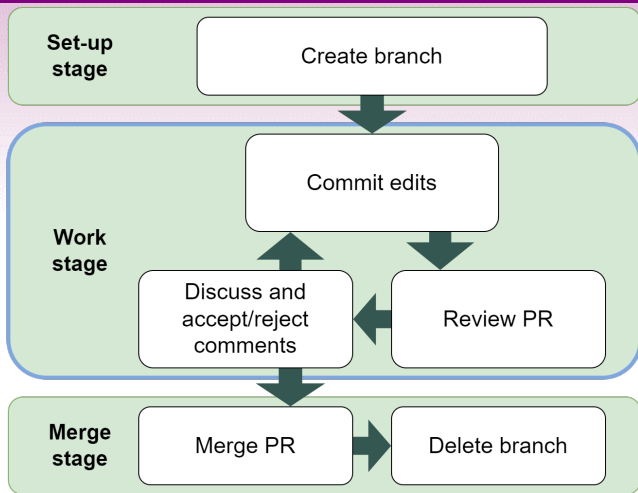 Set-up
stage
Create branch
Commit edits
Work
stage
Discuss and
accept/reject
comments
Review PR
Merge
stage
Merge PR
Delete branch